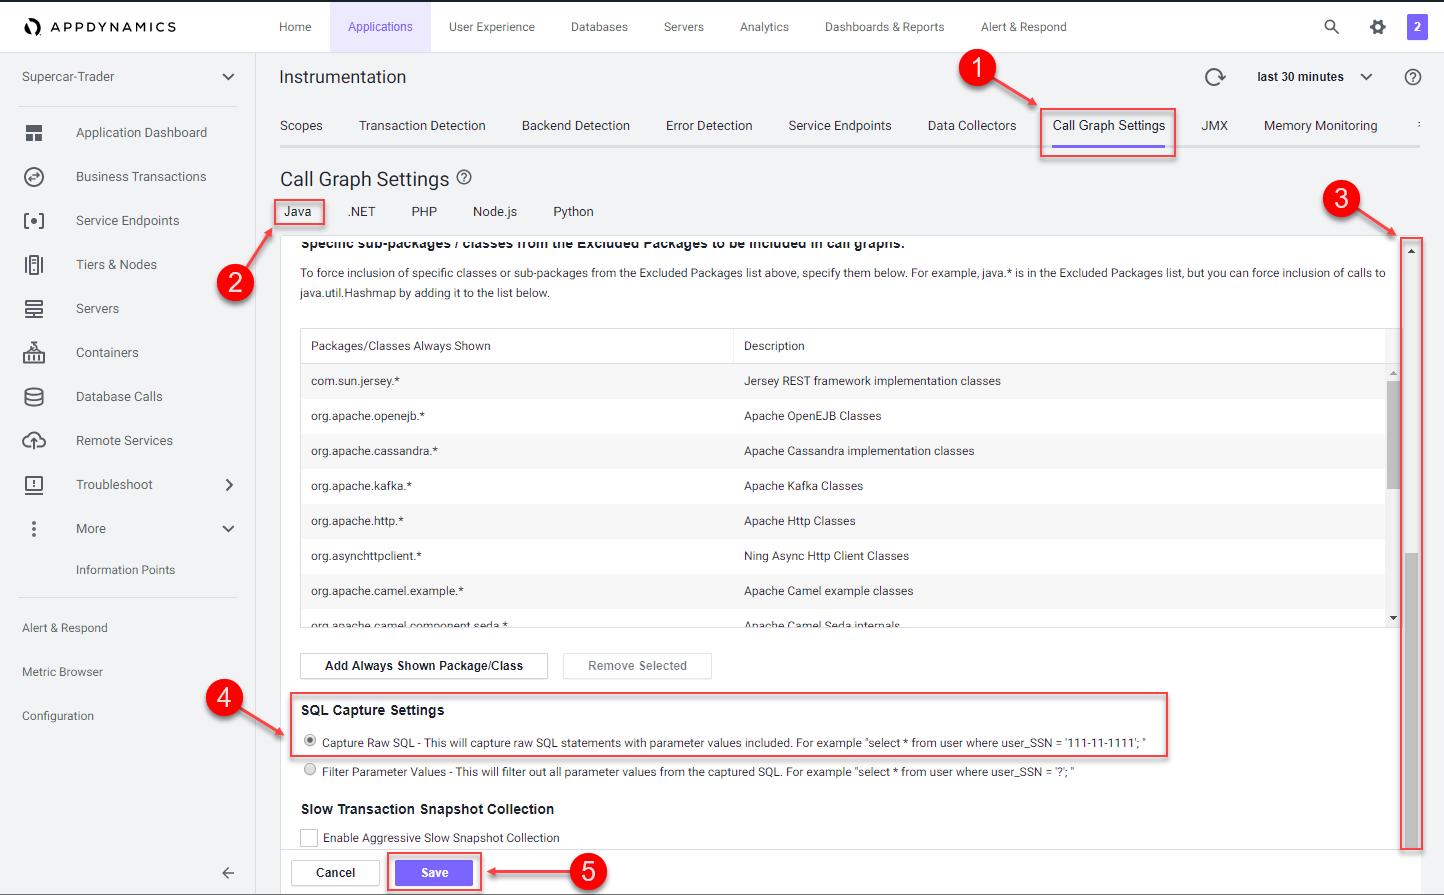 APPDYNAMICS
Home
Applications
User Experience
Databases
Servers
Analytics
Dashboards & Reports
Alert & Respond
2
Supercar-Trader
Instrumentation
1
last 30 minutes
Scopes
Transaction Detection
Backend Detection
Error Detection
Service Endpoints
Data Collectors
Call Graph Settings
JMX
Memory Monitoring
Application Dashboard
Business Transactions
Service Endpoints
Tiers & Nodes
Servers
Containers
Database Calls
Remote Services
Troubleshoot
More
Information Points
Alert & Respond
Metric Browser
Configuration
Call Graph Settings
3
Java
.NET
PHP
Node.js
Python
2
Specific sub-packages / classes from the Excluded Packages to be included in call graphs.
To force inclusion of specific classes or sub-packages from the Excluded Packages list above, specify them below. For example, java.* is in the Excluded Packages list, but you can force inclusion of calls to
java.util.Hashmap by adding it to the list below.
Packages/Classes Always Shown
Description
com.sun.jersey.*
Jersey REST framework implementation classes
org.apache.openejb.*
Apache OpenEJB Classes
org.apache.cassandra.*
Apache Cassandra implementation classes
org.apache.kafka.*
Apache Kafka Classes
org.apache.http.*
Apache Http Classes
org.asynchttpclient.*
Ning Async Http Client Classes
org.apache.camel.example.*
Apache Camel example classes
org.apache.camel.component.seda.*
Apache Camel Seda internals
Add Always Shown Package/Class
Remove Selected
4
SQL Capture Settings
Capture Raw SQL - This will capture raw SQL statements with parameter values included. For example "select * from user where user_SSN = '111-11-1111'; "
Filter Parameter Values - This will filter out all parameter values from the captured SQL. For example "select * from user where user_SSN = '?'; "
Slow Transaction Snapshot Collection
Enable Aggressive Slow Snapshot Collection
Cancel
Save
5